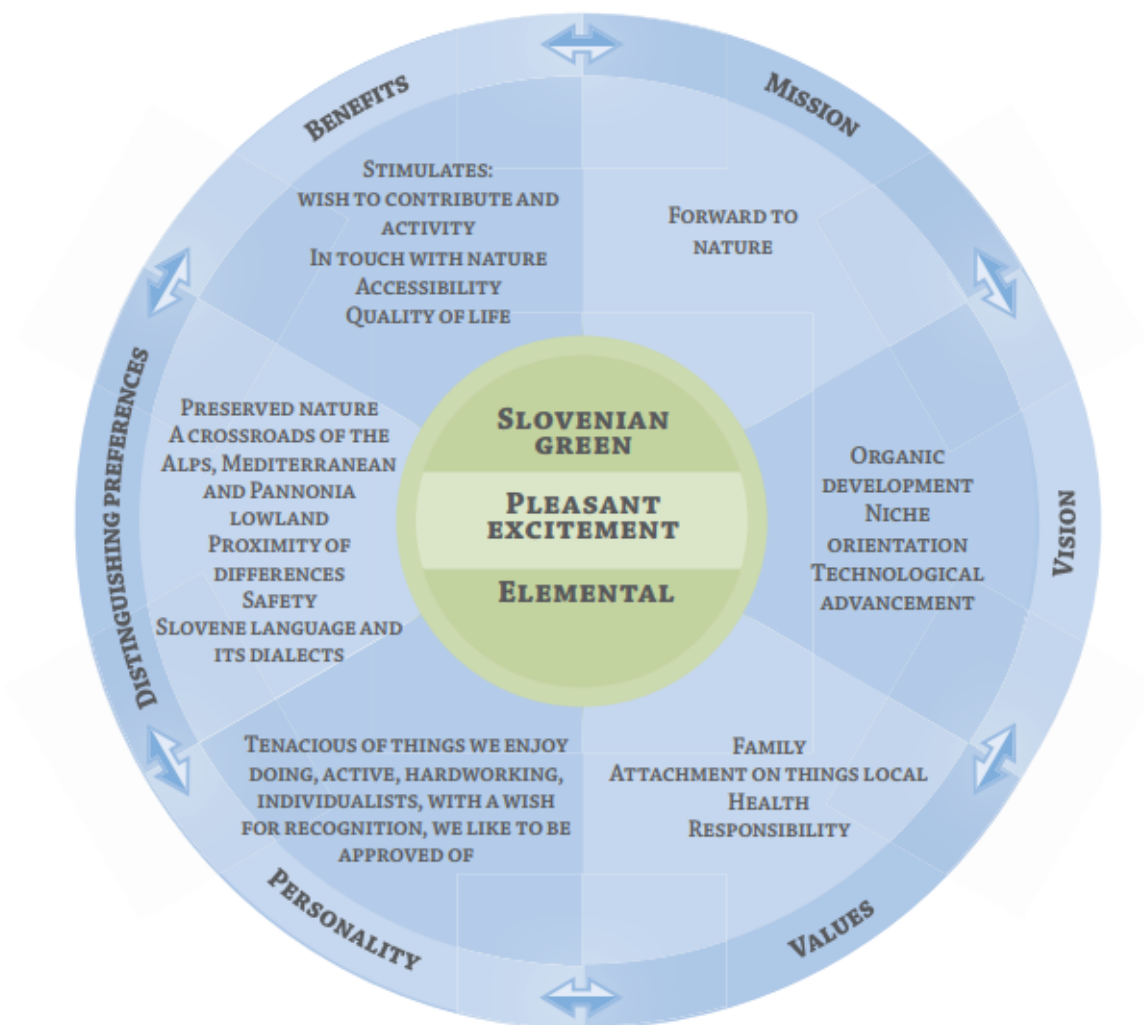 BENEFITS
STIMULATES:
WISH TO CONTRIBUTE AND
ACTIVITY
IN TOUCH WITH NATURE
ACCESSIBILITY
QUALITY OF LIFE
MISSION
FORWARD TO
NATURE
VISION
ORGANIC
DEVELOPMENT
NICHE
ORIENTATION
TECHNOLOGICAL
ADVANCEMENT
VALUES
FAMILY
ATTACHMENT ON THINGS LOCAL
HEALTH
RESPONSIBILITY
PERSONALITY
TENACIOUS OF THINGS WE ENJOY
DOING, ACTIVE, HARDWORKING,
INDIVIDUALISTS, WITH A WISH
FOR RECOGNITION, WE LIKE TO BE
APPROVED OF
DISTINGUISHING PREFERENCES
PRESERVED NATURE
A CROSSROADS OF THE
ALPS, MEDITERRANEAN
AND PANNONIA
LOWLAND
PROXIMITY OF
DIFFERENCES
SAFETY
SLOVENE LANGUAGE AND
ITS DIALECTS
SLOVENIAN
GREEN
PLEASANT
EXCITEMENT
ELEMENTAL